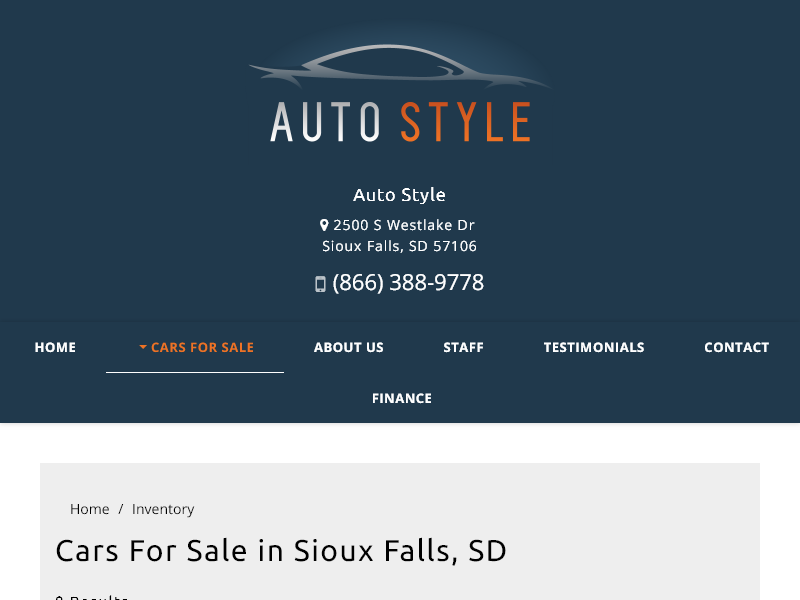 AUTO STYLE
Auto Style
2500 S Westlake Dr
Sioux Falls, SD 57106
(866) 388-9778
HOME CARS FOR SALE ABOUT US STAFF TESTIMONIALS CONTACT
FINANCE
Home / Inventory
Cars For Sale in Sioux Falls, SD
Results